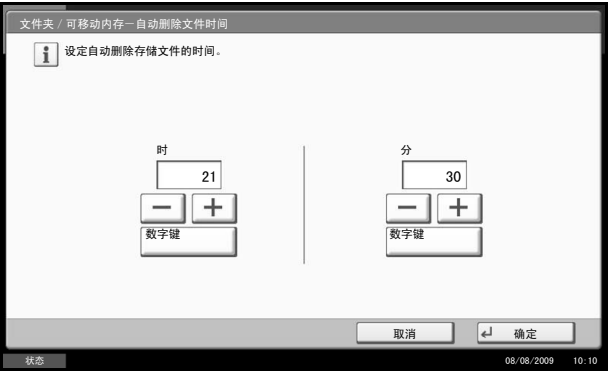 文件夹 / 可移动内存－自动删除文件时间
设定自动删除存储文件的时间。
时 分
21 30
数字键 数字键
取消 确定
状态 08/08/2009 10:10